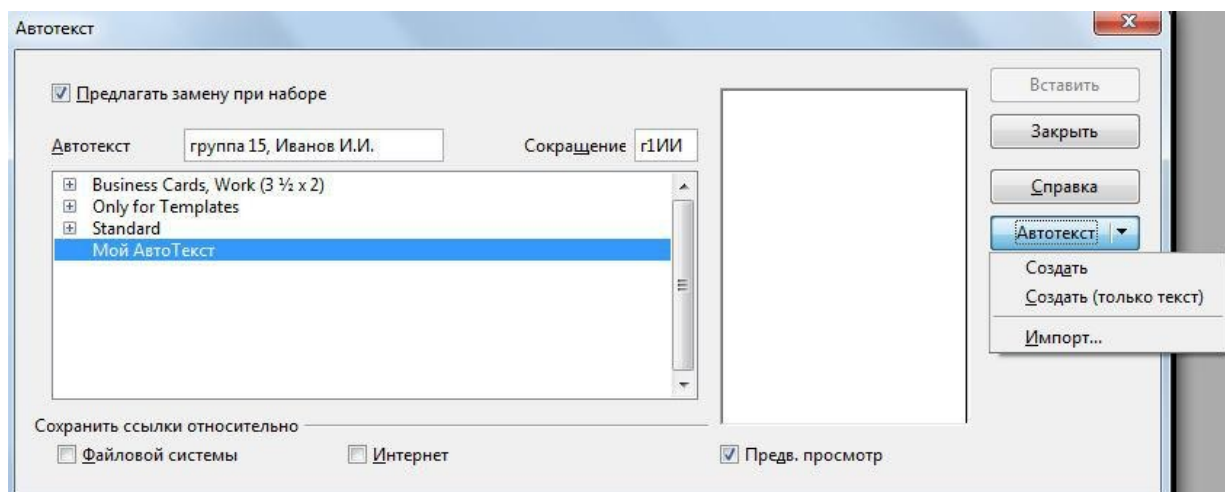 Автотекст
Предлагать замену при наборе
Вставить
Автотекст группа 15, Иванов И.И. Сокращение г1ИИ
Закрыть
Business Cards, Work (3 ½ x 2)
Only for Templates
Standard
Мой АвтоТекст
Справка
Автотекст
Создать
Создать (только текст)
Импорт...
Сохранить ссылки относительно
Файловой системы Интернет Предв. просмотр